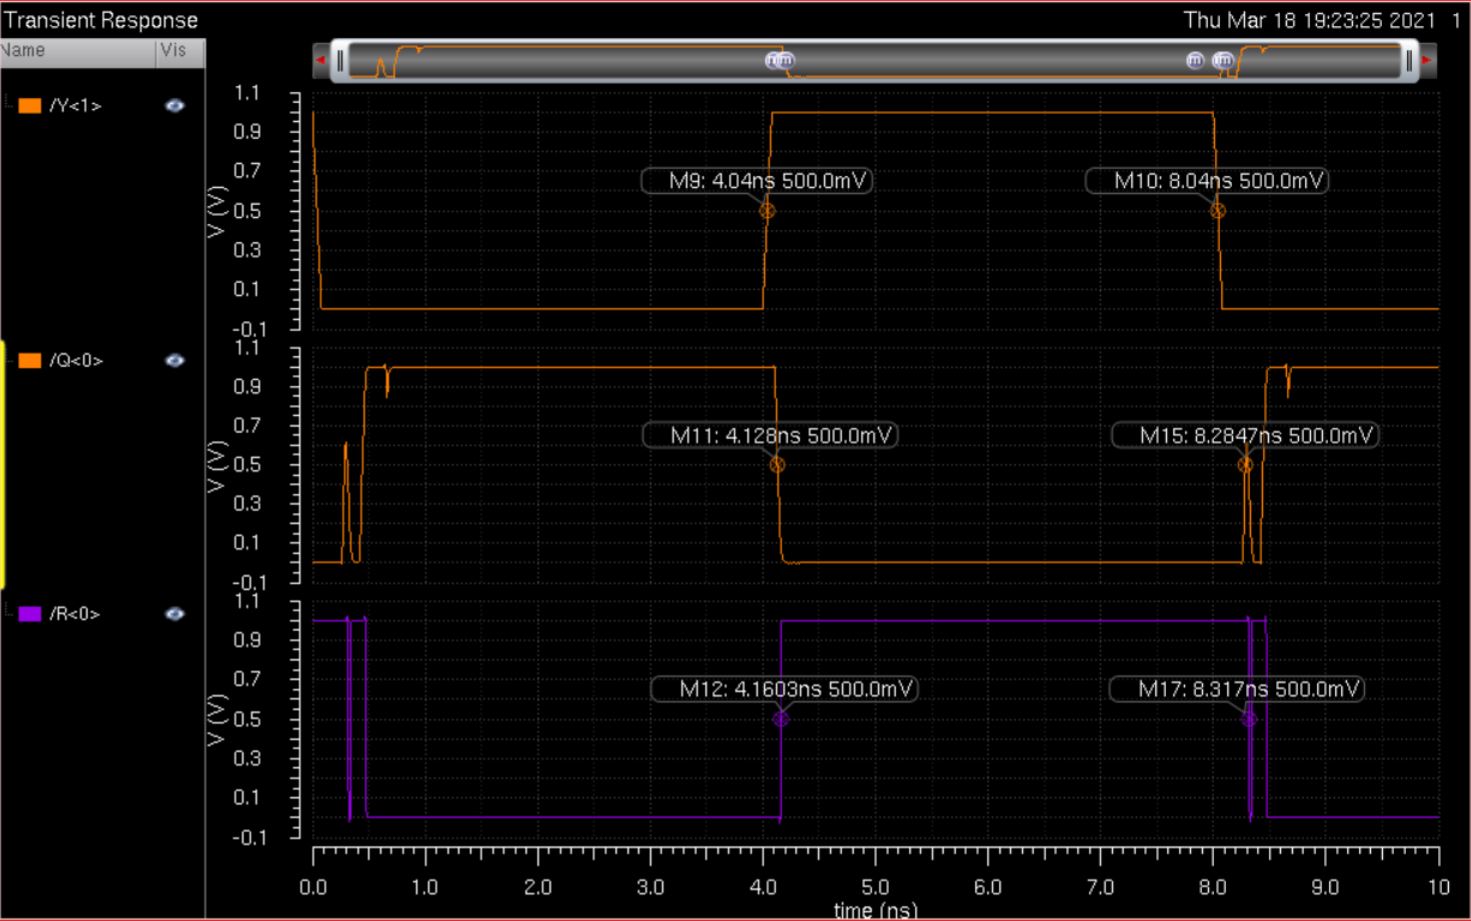 Transient Response
Thu Mar 18 19:23:25 2021 1
Name
Vis
/Y<1>
1.1
0.9
0.7
0.5
0.3
0.1
-0.1
V (V)
M9: 4.04ns 500.0mV
M10: 8.04ns 500.0mV
/Q<0>
1.1
0.9
0.7
0.5
0.3
0.1
-0.1
V (V)
M11: 4.128ns 500.0mV
M15: 8.2847ns 500.0mV
/R<0>
1.1
0.9
0.7
0.5
0.3
0.1
-0.1
V (V)
M12: 4.1603ns 500.0mV
M17: 8.317ns 500.0mV
0.0 1.0 2.0 3.0 4.0 5.0 6.0 7.0 8.0 9.0 10
time (ns)